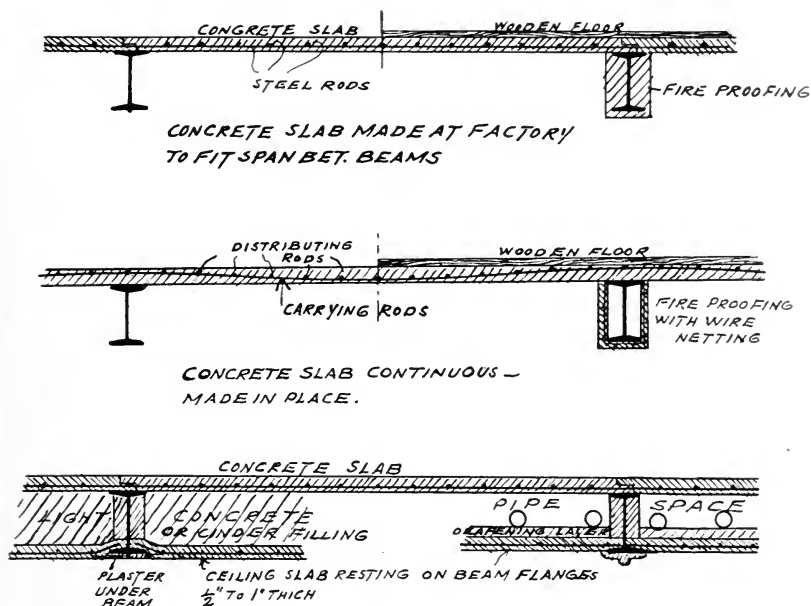 CONCRETE SLAB
WOODEN FLOOR
STEEL RODS
FIRE PROOFING
CONCRETE SLAB MADE AT FACTORY
TO FIT SPAN BET. BEAMS
DISTRIBUTING
RODS
WOODEN FLOOR
CARRYING RODS
FIRE PROOFING
WITH WIRE
NETTING
CONCRETE SLAB CONTINUOUS —
MADE IN PLACE.
CONCRETE SLAB
LIGHT CONCRETE
OR CINDER FILLING
PIPE SPACE
DEAPENING LAYER
PLASTER
UNDER
BEAM
CEILING SLAB RESTING ON BEAM FLANGES
1/2" TO 1" THICH